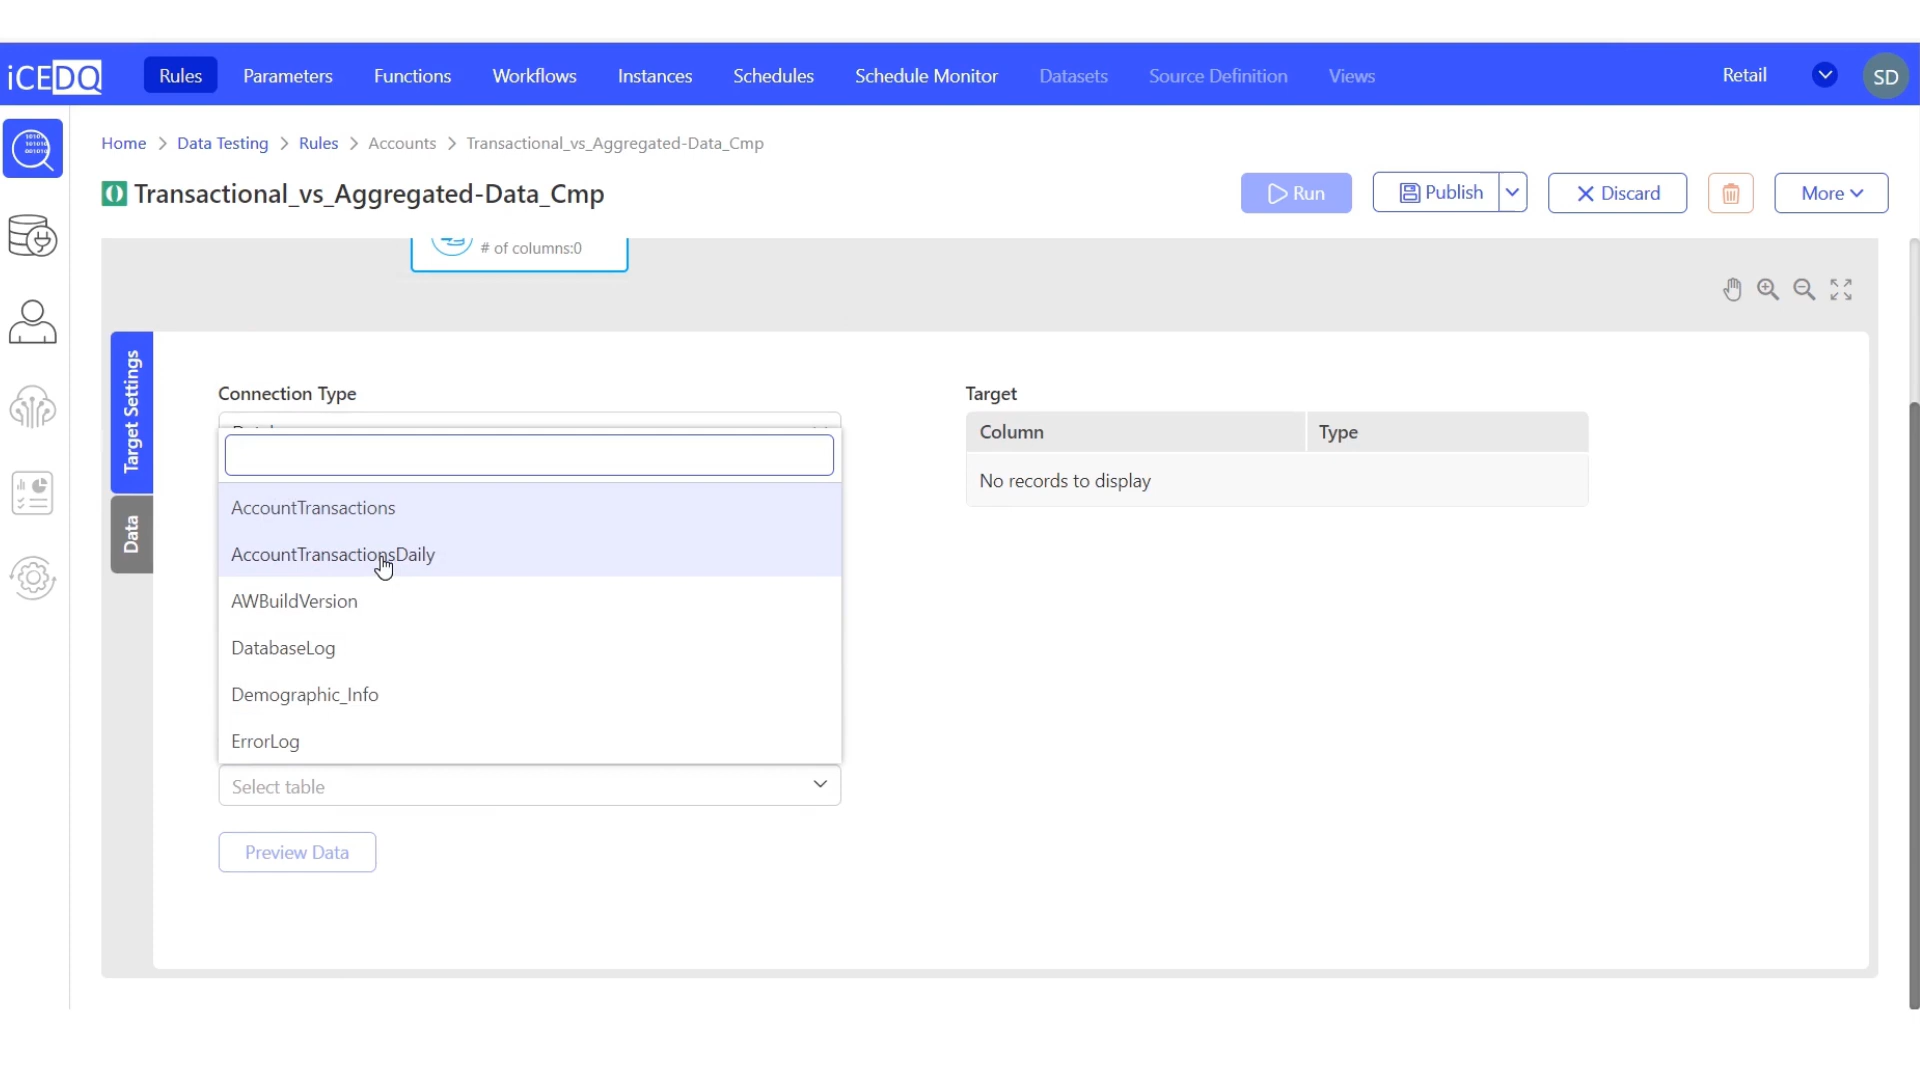 iCEDQ
Rules Parameters Functions Workflows Instances Schedules Schedule Monitor Datasets Source Definition Views Retail SD
Home > Data Testing > Rules > Accounts > Transactional_vs_Aggregated-Data_Cmp
Transactional_vs_Aggregated-Data_Cmp
Run Publish Discard More
# of columns:0
Target Settings
Data
Connection Type
AccountTransactions
AccountTransactionsDaily
AWBuildVersion
DatabaseLog
Demographic_Info
ErrorLog
Select table
Preview Data
Target
Column Type
No records to display